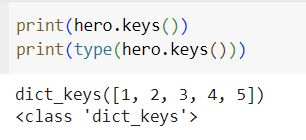 print(hero.keys())
print(type(hero.keys()))
dict_keys([1, 2, 3, 4, 5])
<class 'dict_keys'>